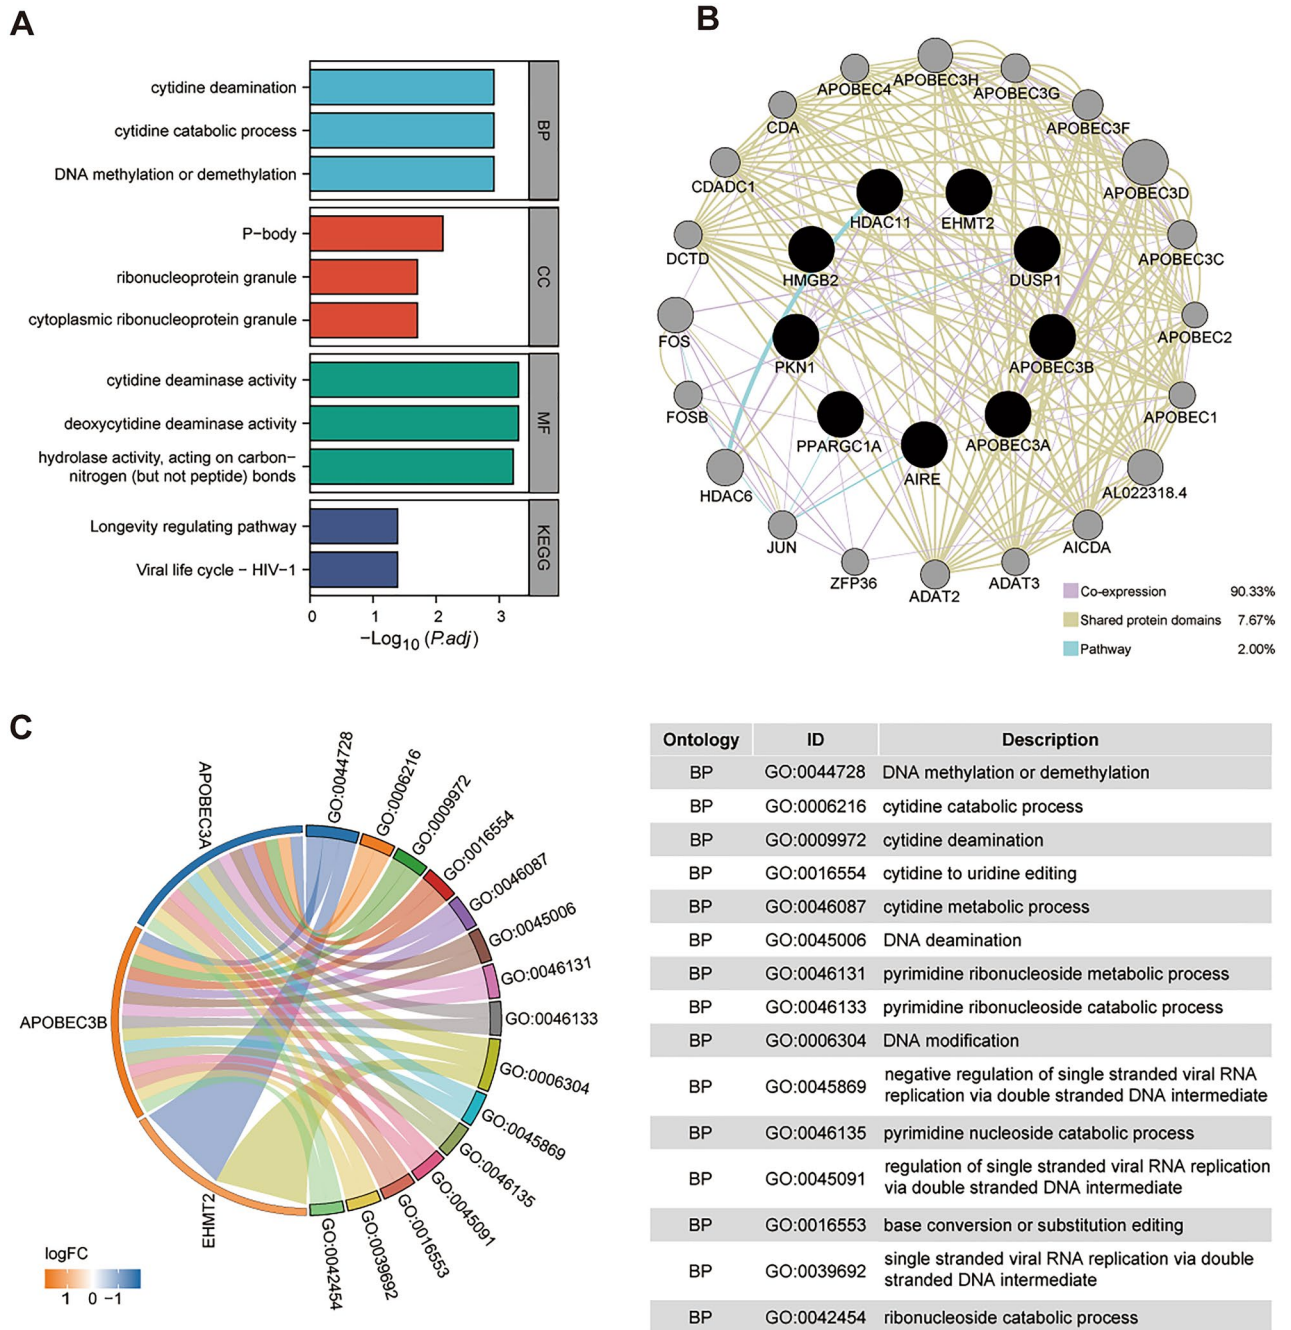 A
cytidine deamination
cytidine catabolic process
DNA methylation or demethylation
BP
P−body
ribonucleoprotein granule
cytoplasmic ribonucleoprotein granule
CC
cytidine deaminase activity
deoxycytidine deaminase activity
hydrolase activity, acting on carbon−
nitrogen (but not peptide) bonds
MF
Longevity regulating pathway
Viral life cycle − HIV−1
KEGG
0 1 2 3
−Log10 (P.adj)
B
APOBEC3H
APOBEC4
APOBEC3G
CDA
APOBEC3F
CDADC1
APOBEC3D
HDAC11
EHMT2
DCTD
APOBEC3C
HMGB2
DUSP1
FOS
APOBEC2
PKN1
APOBEC3B
FOSB
APOBEC1
PPARGC1A
APOBEC3A
AIRE
HDAC6
AL022318.4
JUN
AICDA
ZFP36
ADAT3
ADAT2
Co-expression 90.33%
Shared protein domains 7.67%
Pathway 2.00%
C
APOBEC3A
APOBEC3B
EHMT2
GO:0044728
GO:0006216
GO:0009972
GO:0016554
GO:0046087
GO:0045006
GO:0046131
GO:0046133
GO:0006304
GO:0045869
GO:0046135
GO:0045091
GO:0016553
GO:0039692
GO:0042454
logFC
1 0 −1
Ontology ID Description
BP GO:0044728 DNA methylation or demethylation
BP GO:0006216 cytidine catabolic process
BP GO:0009972 cytidine deamination
BP GO:0016554 cytidine to uridine editing
BP GO:0046087 cytidine metabolic process
BP GO:0045006 DNA deamination
BP GO:0046131 pyrimidine ribonucleoside metabolic process
BP GO:0046133 pyrimidine ribonucleoside catabolic process
BP GO:0006304 DNA modification
BP GO:0045869 negative regulation of single stranded viral RNA
replication via double stranded DNA intermediate
BP GO:0046135 pyrimidine nucleoside catabolic process
BP GO:0045091 regulation of single stranded viral RNA replication
via double stranded DNA intermediate
BP GO:0016553 base conversion or substitution editing
BP GO:0039692 single stranded viral RNA replication via double
stranded DNA intermediate
BP GO:0042454 ribonucleoside catabolic process